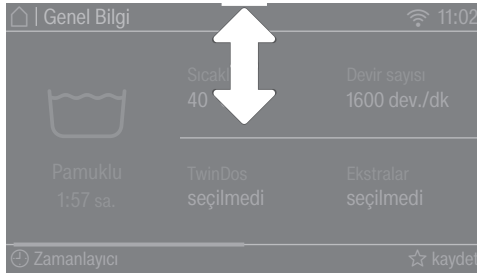 Genel Bilgi
11:02
Devir sayısı
40
1600 dev./dk
Pamuklu
1:57 sa.
TwinDos
seçilmedi
Ekstralar
seçilmedi
Zamanlayıcı
kaydet